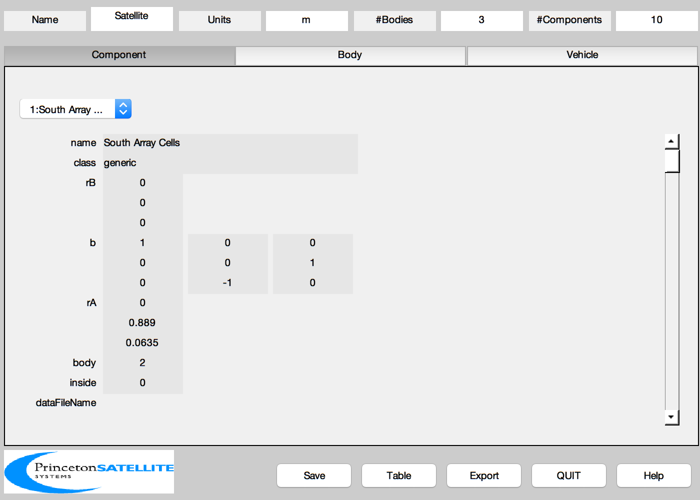 Name Satellite Units m #Bodies 3 #Components 10
Component Body Vehicle
1:South Array ...
name South Array Cells
class generic
rB 0
0
0
b 1 0 0
0 0 1
0 -1 0
rA 0
0.889
0.0635
body 2
inside 0
dataFileName
PrincetonSATELLITE
SYSTEMS
Save Table Export QUIT Help